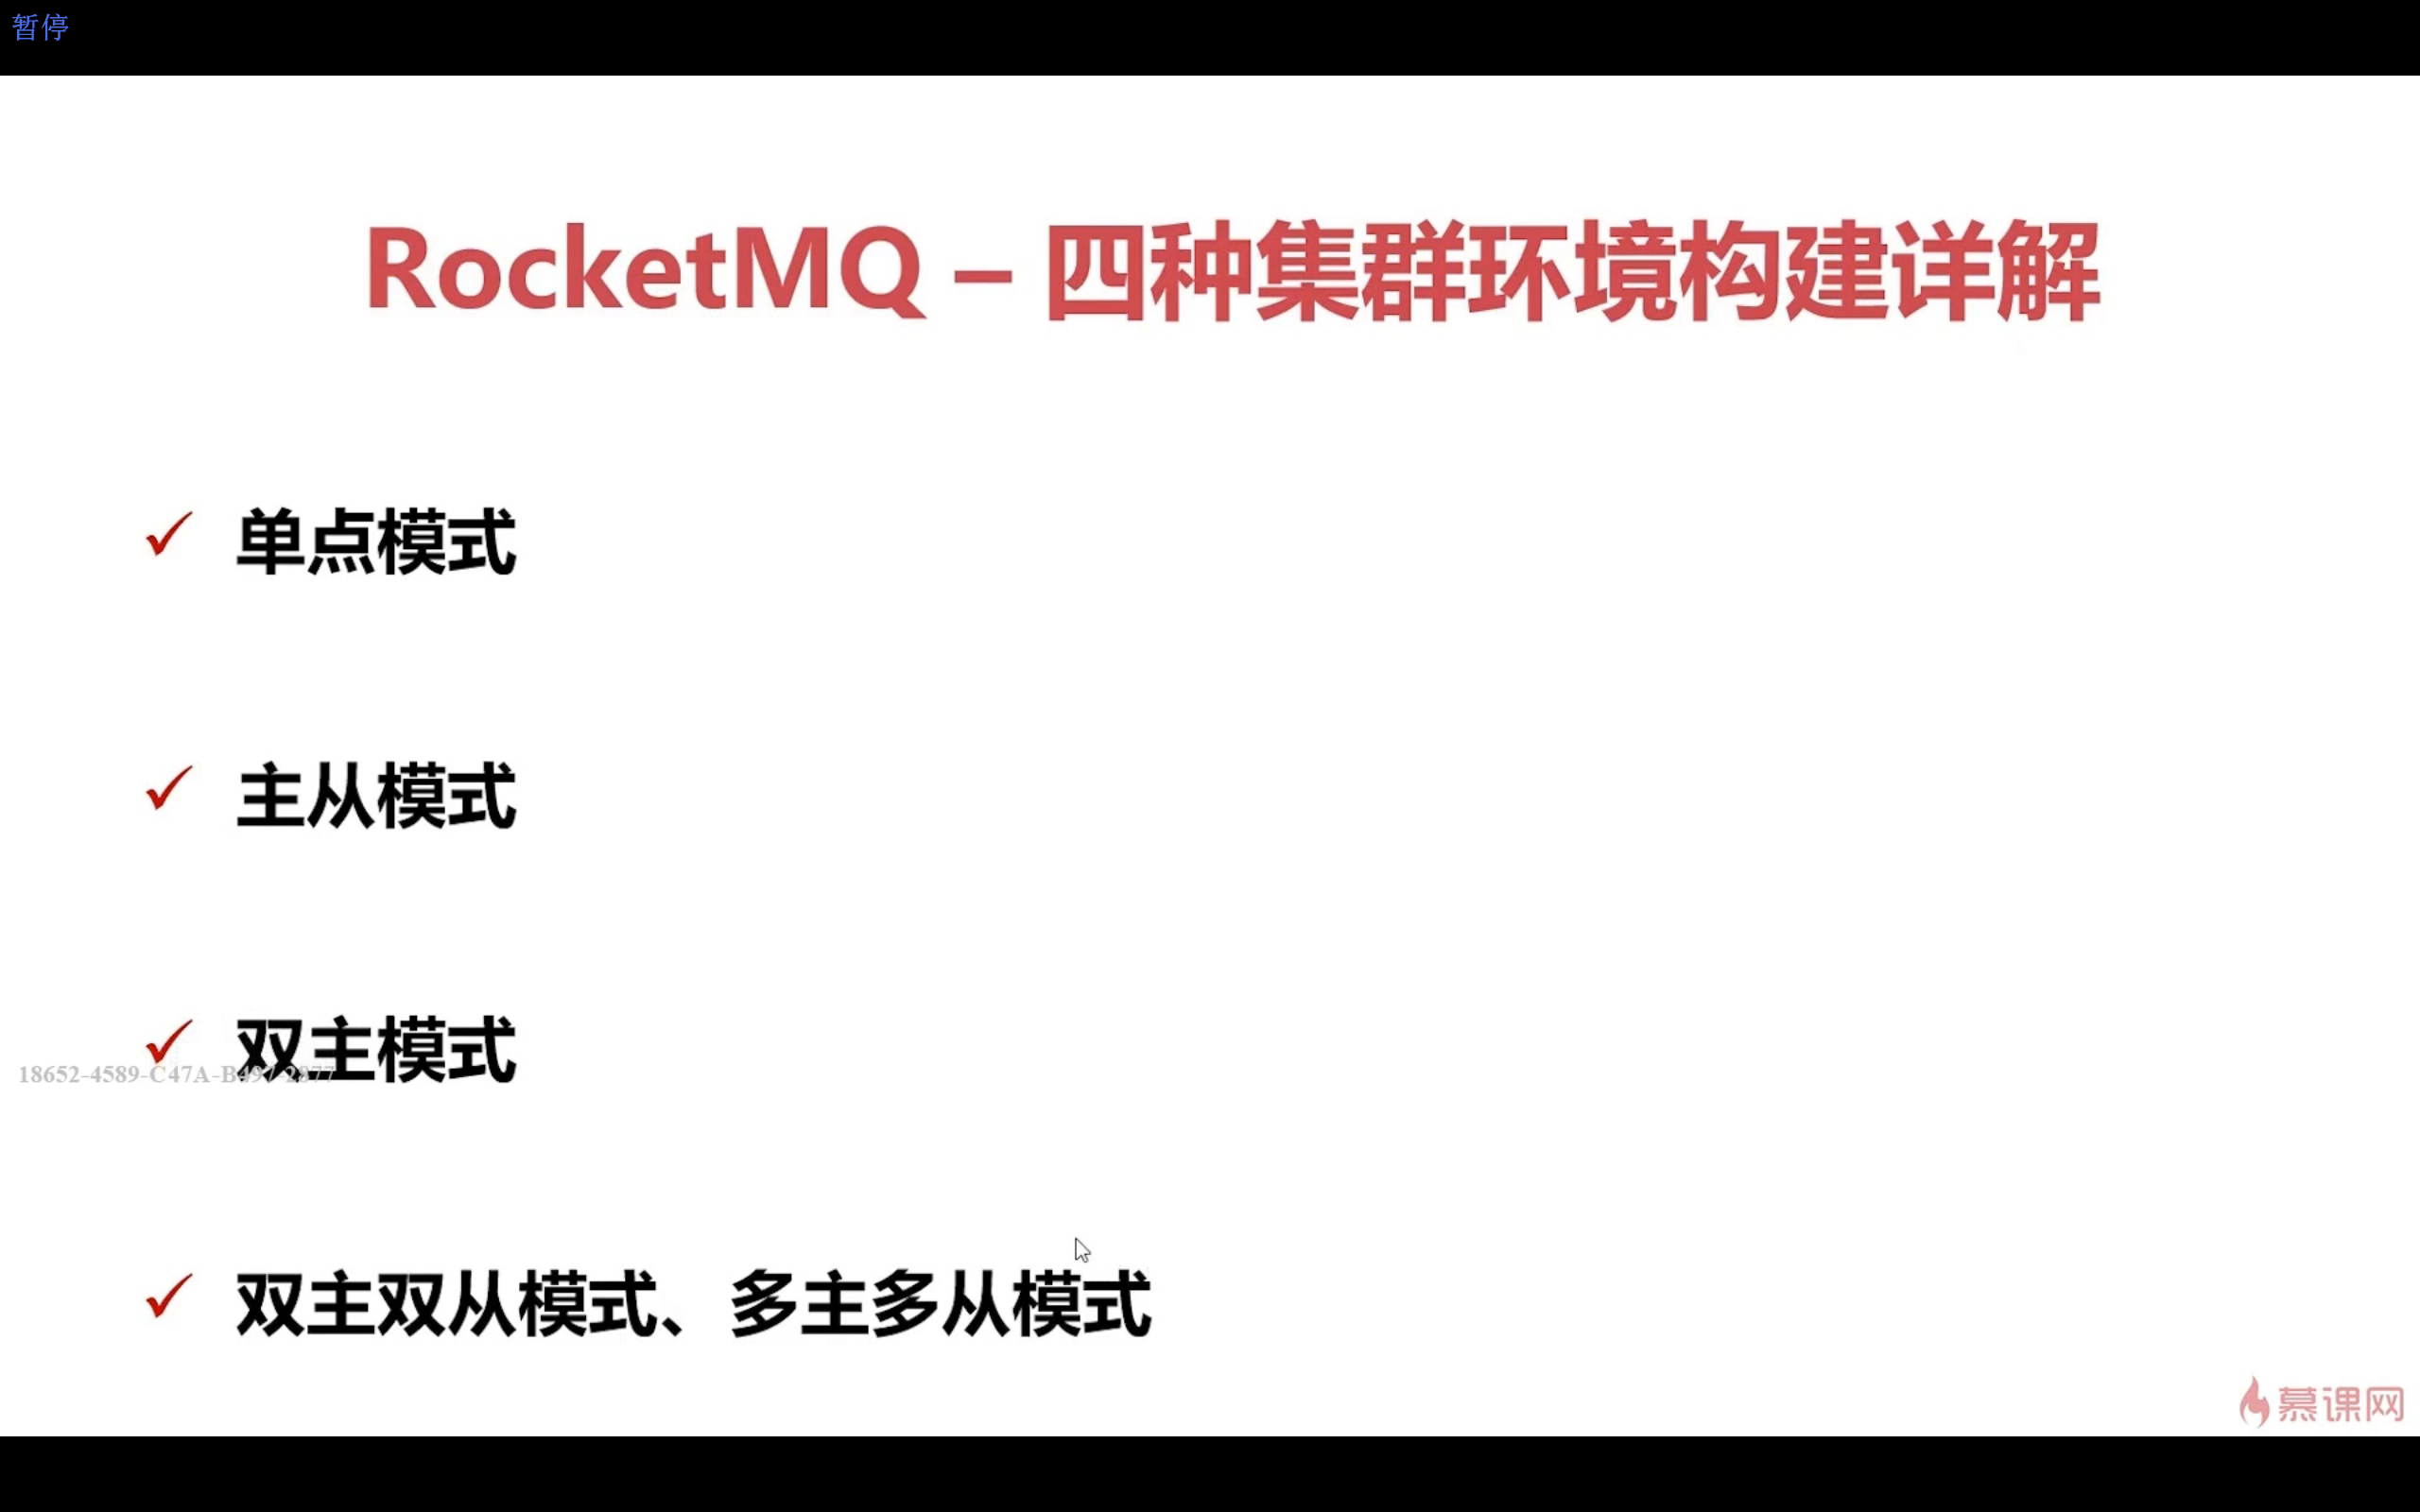 暂停
RocketMQ – 四种集群环境构建详解
单点模式
主从模式
双主模式
18652-4589-C47A-B497-2877
双主双从模式、多主多从模式
慕课网